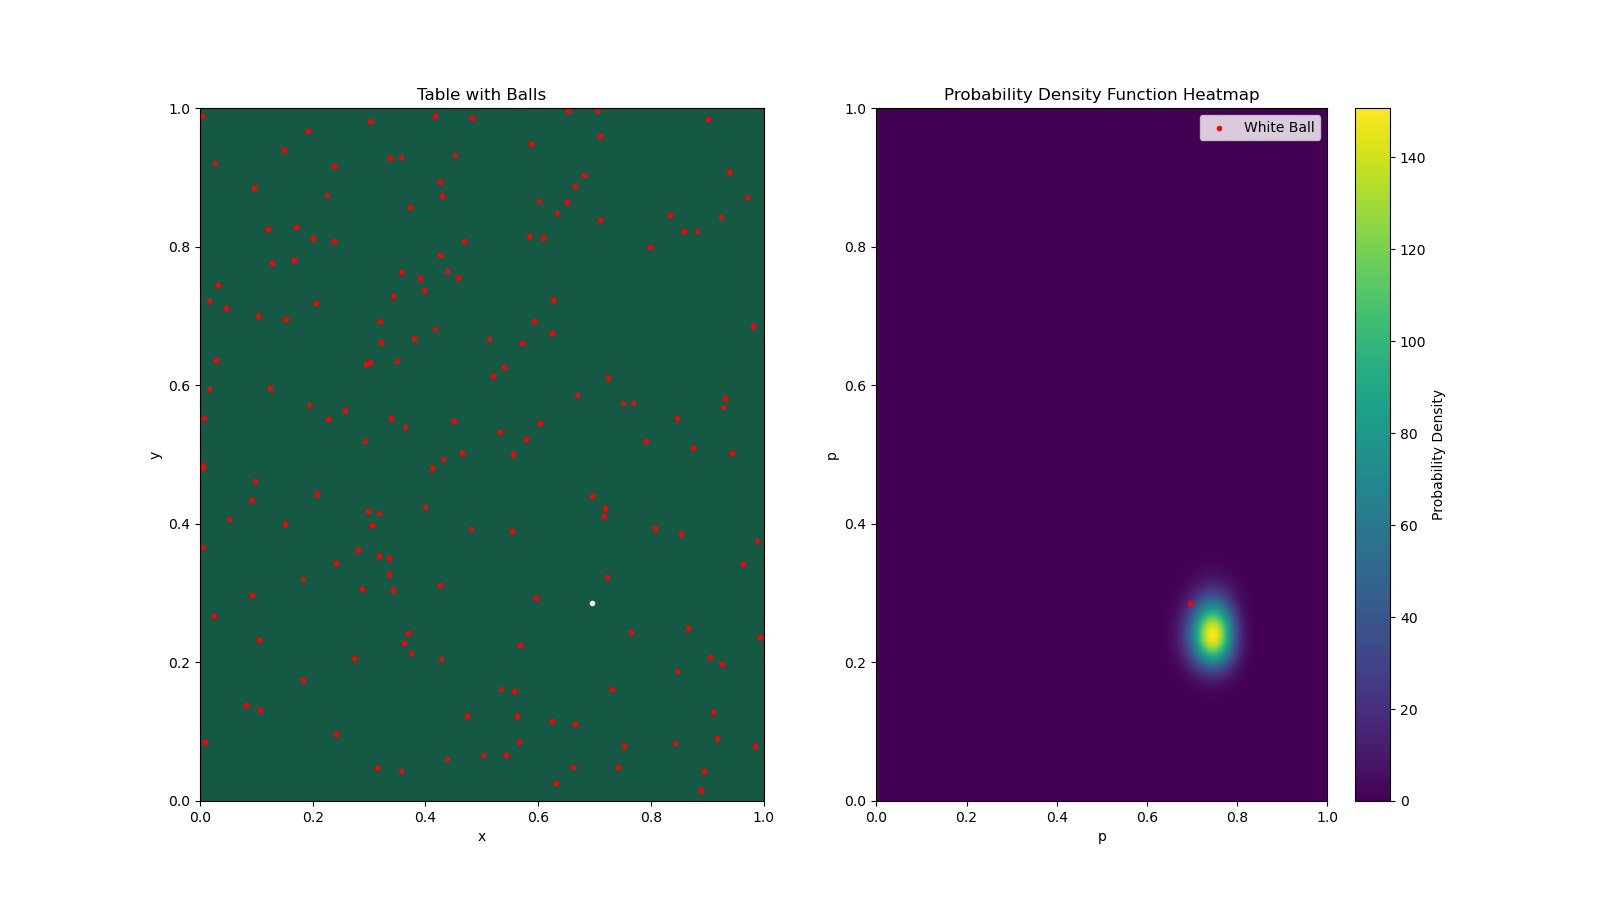 Table with Balls
1.0
0.8
0.6
0.4
0.2
0.0
y
0.0 0.2 0.4 0.6 0.8 1.0
x
Probability Density Function Heatmap
White Ball
1.0
0.8
0.6
0.4
0.2
0.0
p
0.0 0.2 0.4 0.6 0.8 1.0
p
140
120
100
80
60
40
20
0
Probability Density